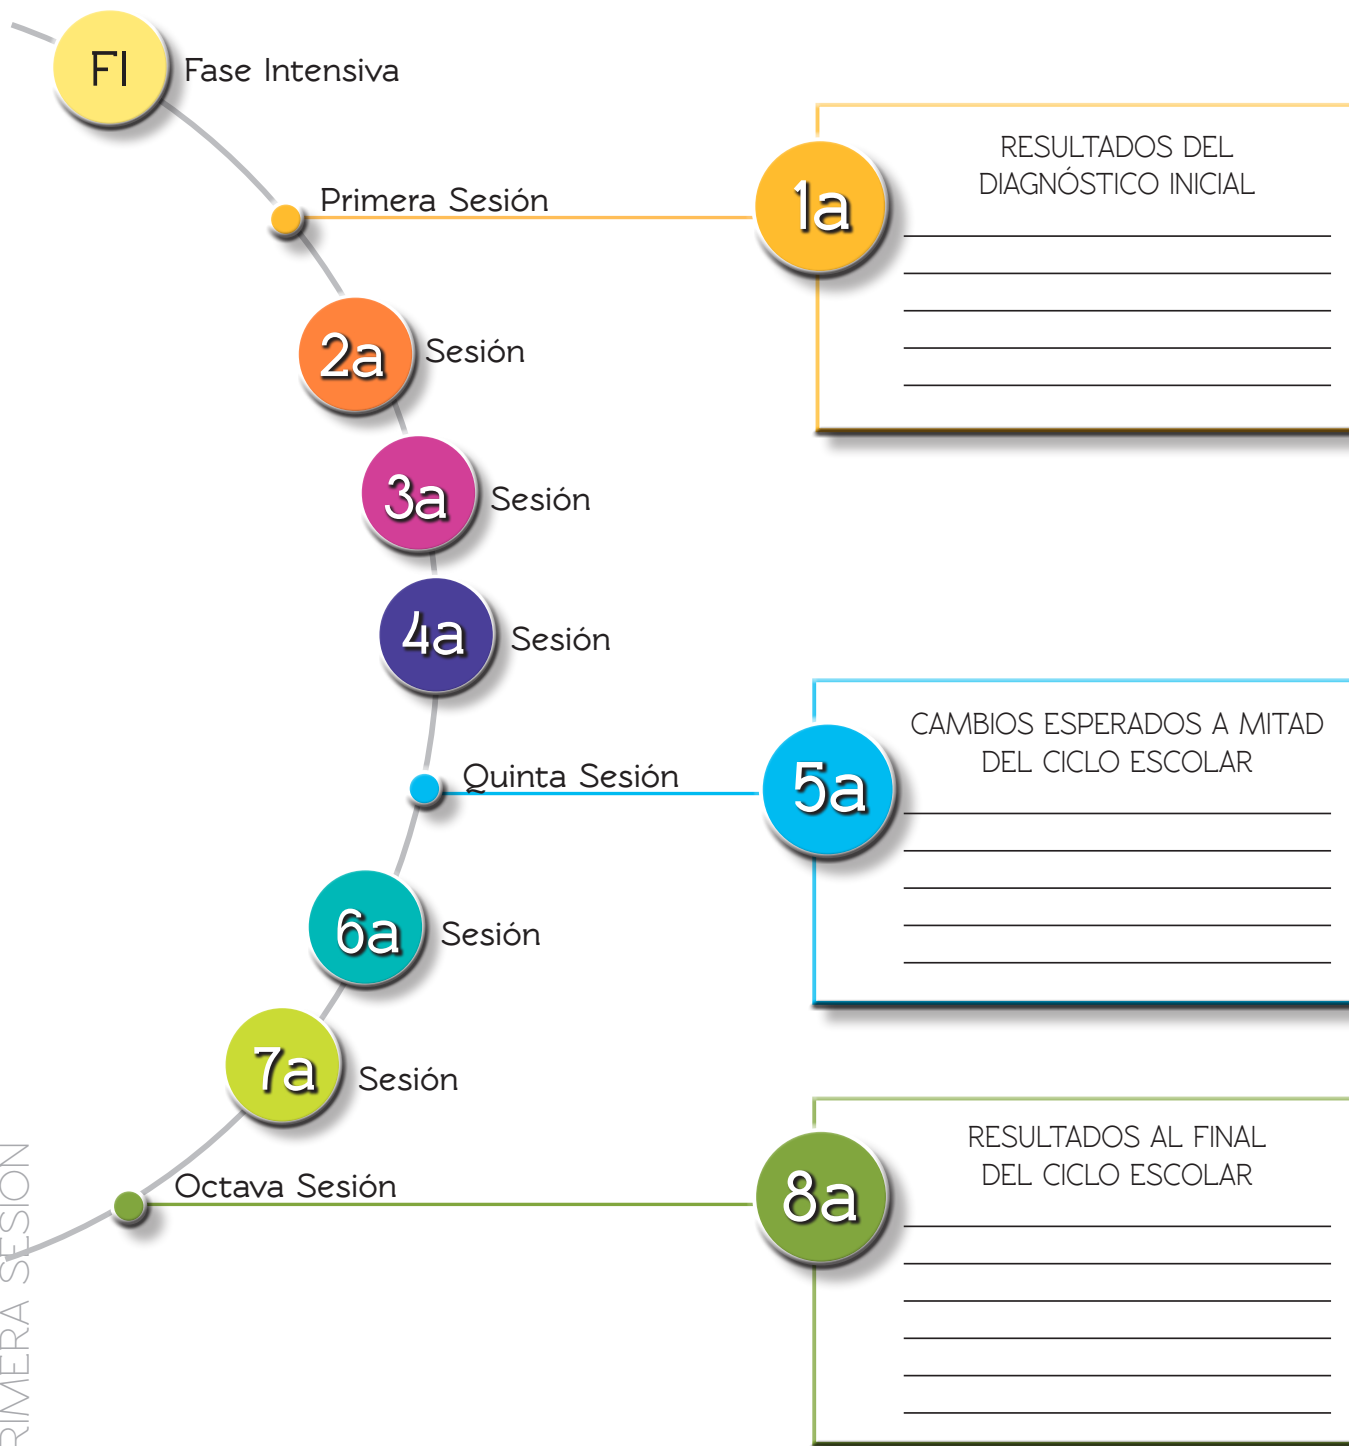 FI
Fase Intensiva
Primera Sesión
1a
RESULTADOS DEL
DIAGNÓSTICO INICIAL
2a
Sesión
3a
Sesión
4a
Sesión
Quinta Sesión
5a
CAMBIOS ESPERADOS A MITAD
DEL CICLO ESCOLAR
6a
Sesión
7a
Sesión
Octava Sesión
8a
RESULTADOS AL FINAL
DEL CICLO ESCOLAR
RIMERA SESIÓN